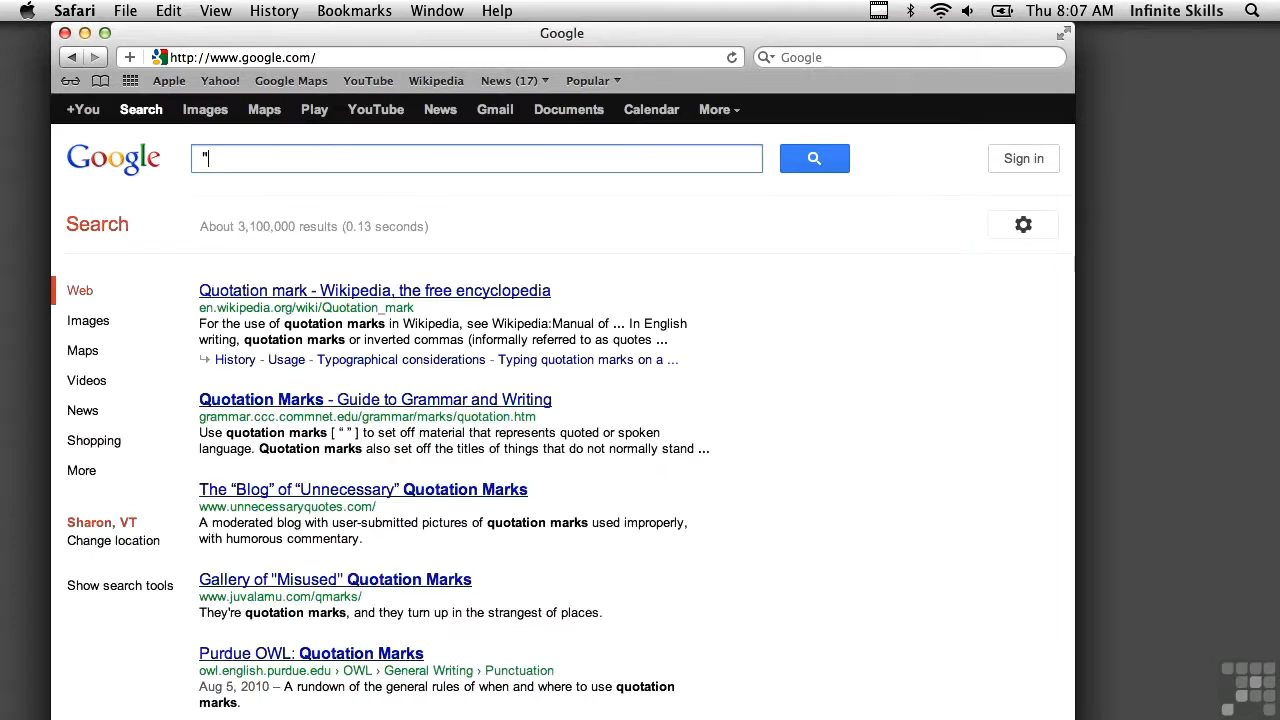 Safari File Edit View History Bookmarks Window Help Thu 8:07 AM Infinite Skills
Google
http://www.google.com/ Google
Apple Yahoo! Google Maps YouTube Wikipedia News (17) Popular
+You Search Images Maps Play YouTube News Gmail Documents Calendar More
Google " Sign in
Search About 3,100,000 results (0.13 seconds)
Web
Images
Maps
Videos
News
Shopping
More
Sharon, VT
Change location
Show search tools
Quotation mark - Wikipedia, the free encyclopedia
en.wikipedia.org/wiki/Quotation_mark
For the use of quotation marks in Wikipedia, see Wikipedia:Manual of ... In English
writing, quotation marks or inverted commas (informally referred to as quotes ...
History - Usage - Typographical considerations - Typing quotation marks on a ...
Quotation Marks - Guide to Grammar and Writing
grammar.ccc.commnet.edu/grammar/marks/quotation.htm
Use quotation marks [ “ ” ] to set off material that represents quoted or spoken
language. Quotation marks also set off the titles of things that do not normally stand ...
The “Blog” of “Unnecessary” Quotation Marks
www.unnecessaryquotes.com/
A moderated blog with user-submitted pictures of quotation marks used improperly,
with humorous commentary.
Gallery of "Misused" Quotation Marks
www.juvalamu.com/qmarks/
They're quotation marks, and they turn up in the strangest of places.
Purdue OWL: Quotation Marks
owl.english.purdue.edu › OWL › General Writing › Punctuation
Aug 5, 2010 – A rundown of the general rules of when and where to use quotation
marks.